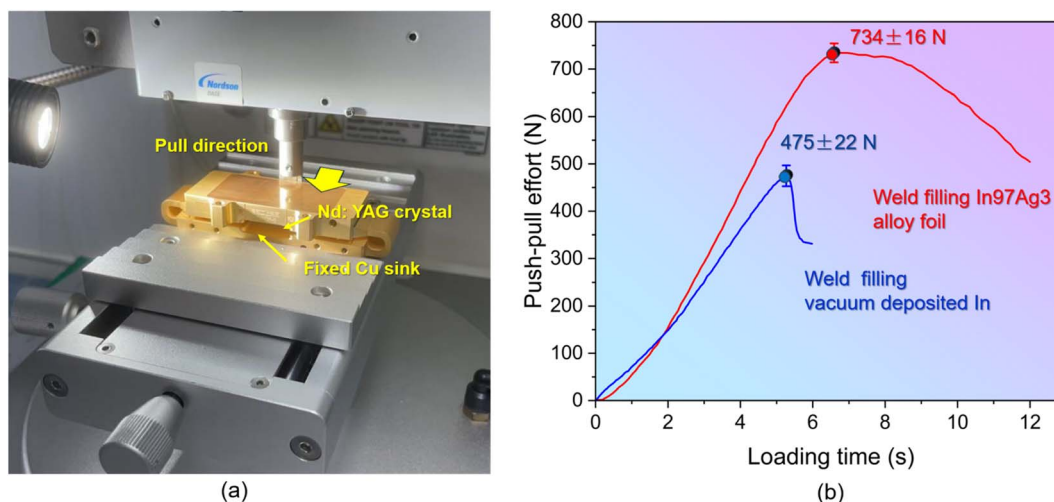 Nordson
DAGE
Pull direction
Nd: YAG crystal
Fixed Cu sink
(a)
800
700
600
500
400
300
200
100
0
Push-pull effort (N)
734±16 N
475±22 N
Weld filling In97Ag3
alloy foil
Weld filling
vacuum deposited In
0
2
4
6
8
10
12
Loading time (s)
(b)